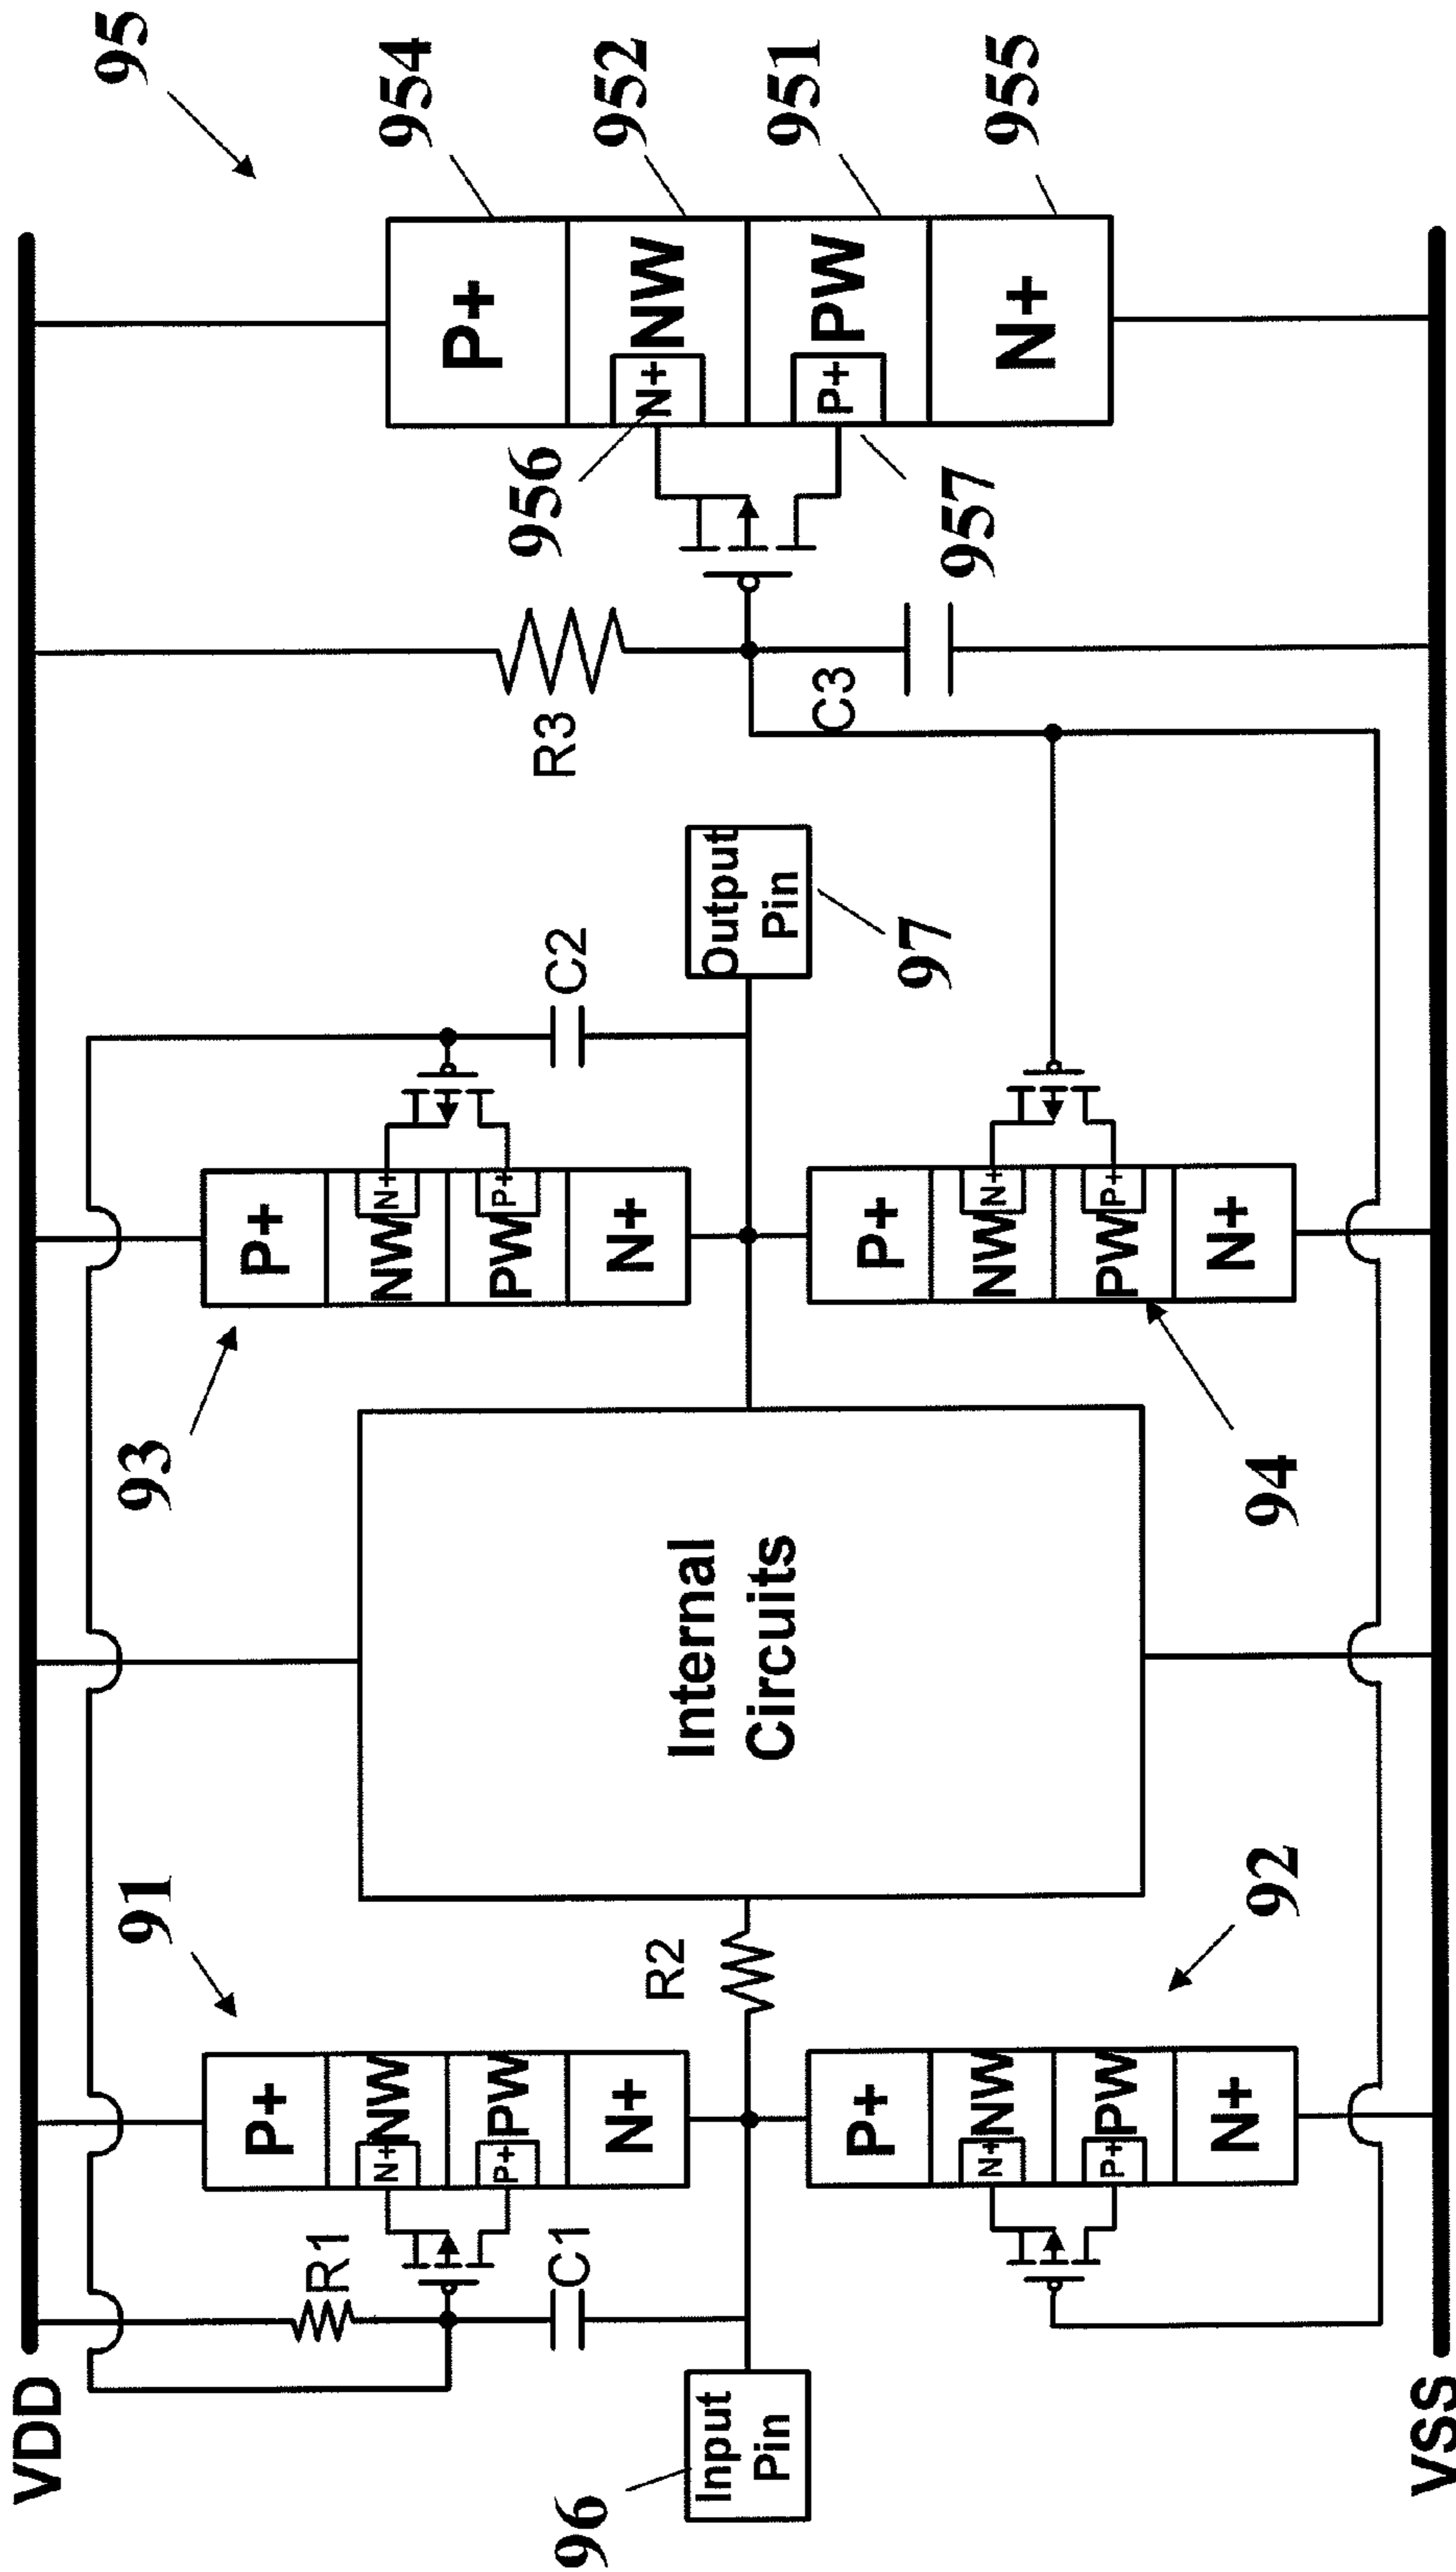 95
954
952
951
955
P+
NW
PW
N+
N+
P+
956
957
R3
C3
Output
Pin
97
C2
P+
NW
PW
N+
N+
P+
P+
NW
PW
N+
N+
P+
93
94
Internal
Circuits
91
92
R2
P+
NW
PW
N+
N+
P+
P+
NW
PW
N+
N+
P+
R1
C1
VDD
VSS
Input
Pin
96